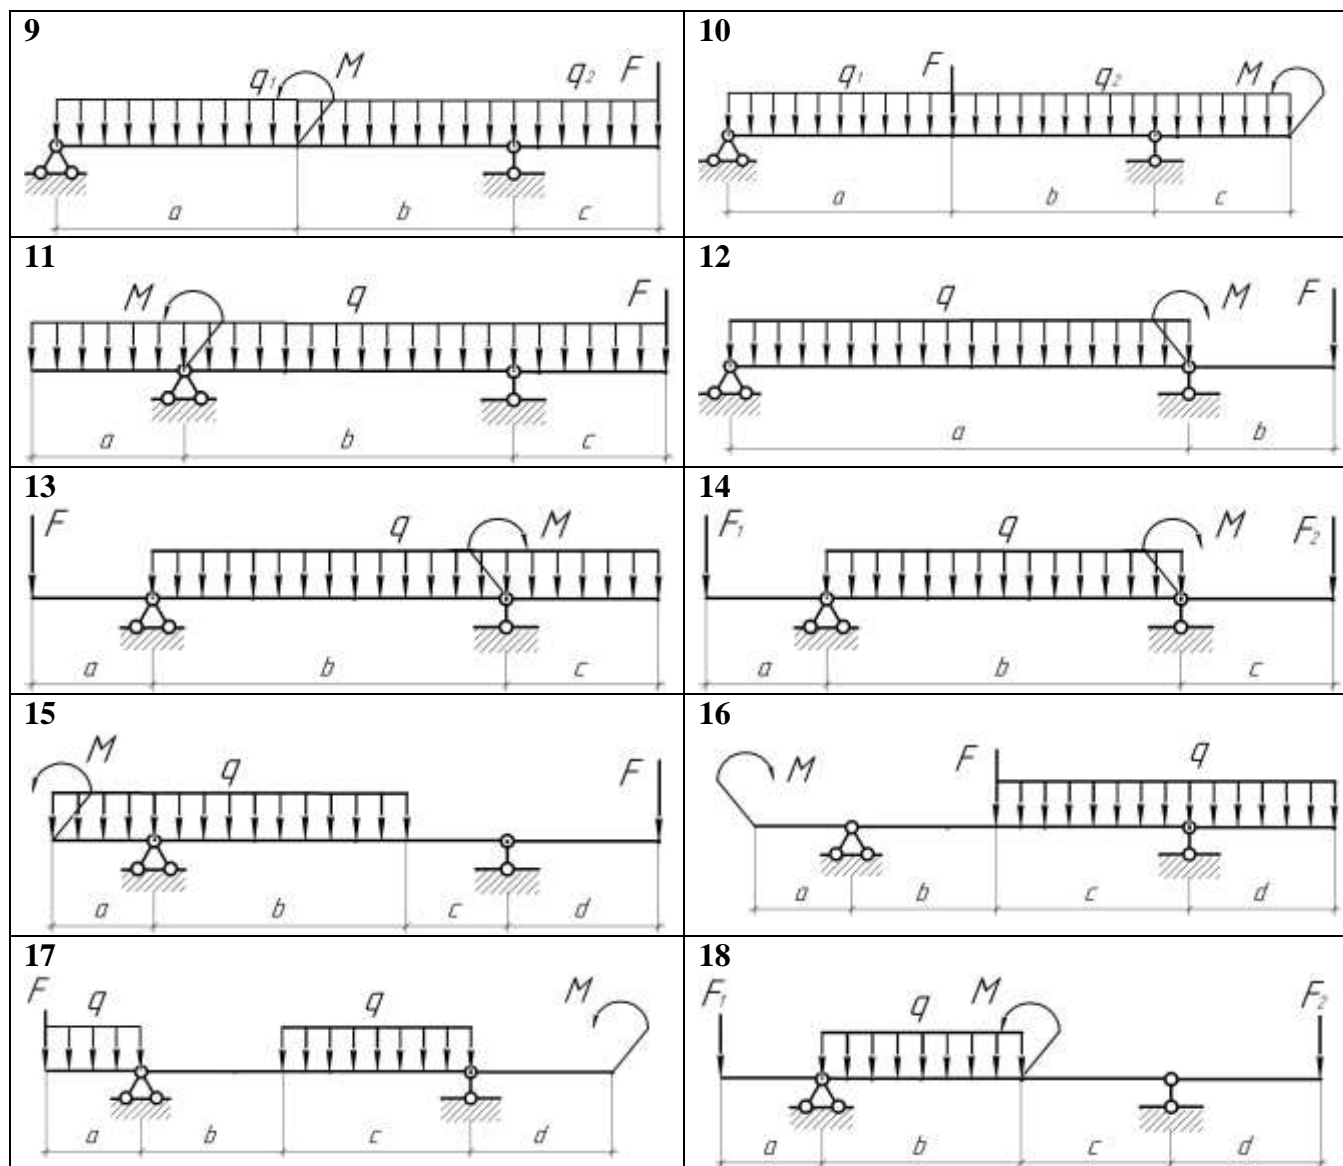 9
q₁ M q₂ F
a b c
10
q₁ F q₂ M
a b c
11
M q F
a b c
12
q M F
a b
13
F q M
a b c
14
F₁ q M F₂
a b c
15
M q F
a b c d
16
M F q
a b c d
17
F q q M
a b c d
18
F₁ q M F₂
a b c d